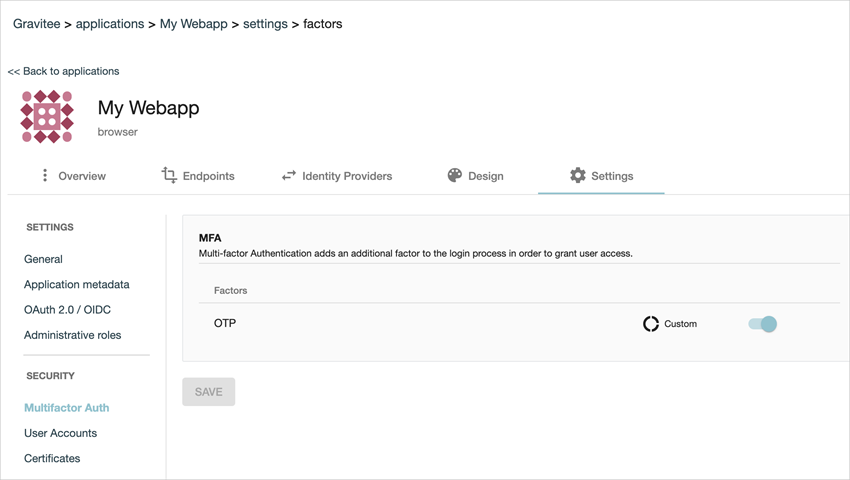 Gravitee > applications > My Webapp > settings > factors
<< Back to applications
My Webapp
browser
Overview
Endpoints
Identity Providers
Design
Settings
SETTINGS
General
Application metadata
OAuth 2.0 / OIDC
Administrative roles
SECURITY
Multifactor Auth
User Accounts
Certificates
MFA
Multi-factor Authentication adds an additional factor to the login process in order to grant user access.
Factors
OTP
Custom
SAVE